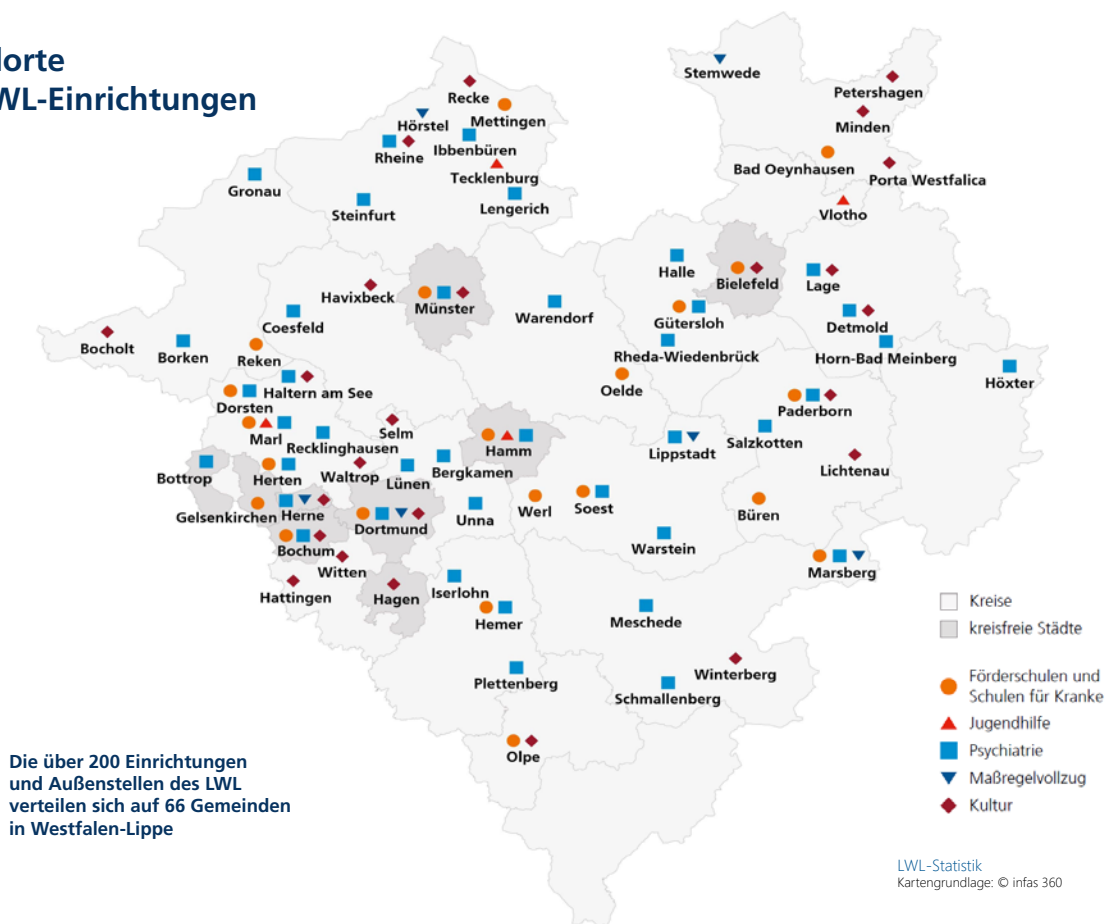 lorte
WL-Einrichtungen
Stemwede
Petershagen
Recke
Mettingen
Hörstel
Minden
Rheine
Ibbenbüren
Bad Oeynhausen
Porta Westfalica
Tecklenburg
Gronau
Lengerich
Steinfurt
Vlotho
Halle
Bielefeld
Lage
Havixbeck
Münster
Warendorf
Gütersloh
Detmold
Coesfeld
Bocholt
Borken
Reken
Rheda-Wiedenbrück
Horn-Bad Meinberg
Höxter
Oelde
Haltern am See
Dorsten
Paderborn
Marl
Recklinghausen
Selm
Hamm
Lippstadt
Salzkotten
Lichtenau
Bottrop
Herten
Waltrop
Lünen
Bergkamen
Gelsenkirchen
Herne
Dortmund
Unna
Werl
Soest
Büren
Bochum
Witten
Warstein
Marsberg
Hattingen
Hagen
Iserlohn
Hemer
Meschede
Plettenberg
Schmallenberg
Winterberg
Olpe
Kreise
kreisfreie Städte
Förderschulen und
Schulen für Kranke
Jugendhilfe
Psychiatrie
Maßregelvollzug
Kultur
Die über 200 Einrichtungen
und Außenstellen des LWL
verteilen sich auf 66 Gemeinden
in Westfalen-Lippe
LWL-Statistik
Kartengrundlage: © infas 360